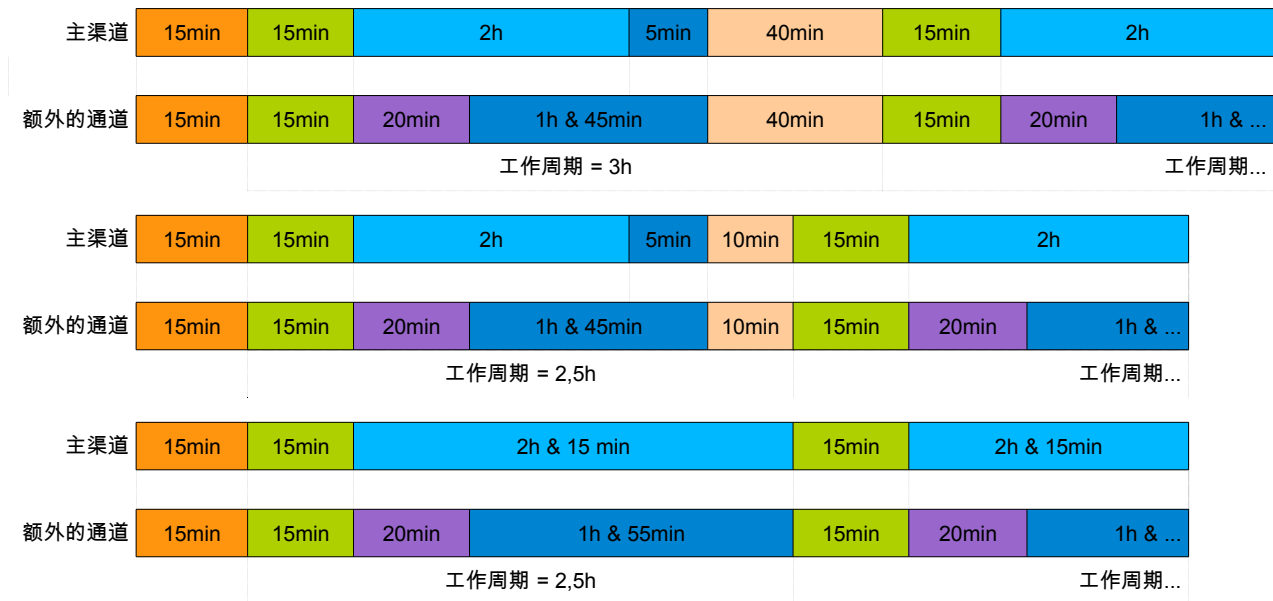 主渠道 15min 15min 2h 5min 40min 15min 2h
额外的通道 15min 15min 20min 1h & 45min 40min 15min 20min 1h & ...
工作周期 = 3h 工作周期...
主渠道 15min 15min 2h 5min 10min 15min 2h
额外的通道 15min 15min 20min 1h & 45min 10min 15min 20min 1h & ...
工作周期 = 2,5h 工作周期...
主渠道 15min 15min 2h & 15 min 15min 2h & 15min
额外的通道 15min 15min 20min 1h & 55min 15min 20min 1h & ...
工作周期 = 2,5h 工作周期...